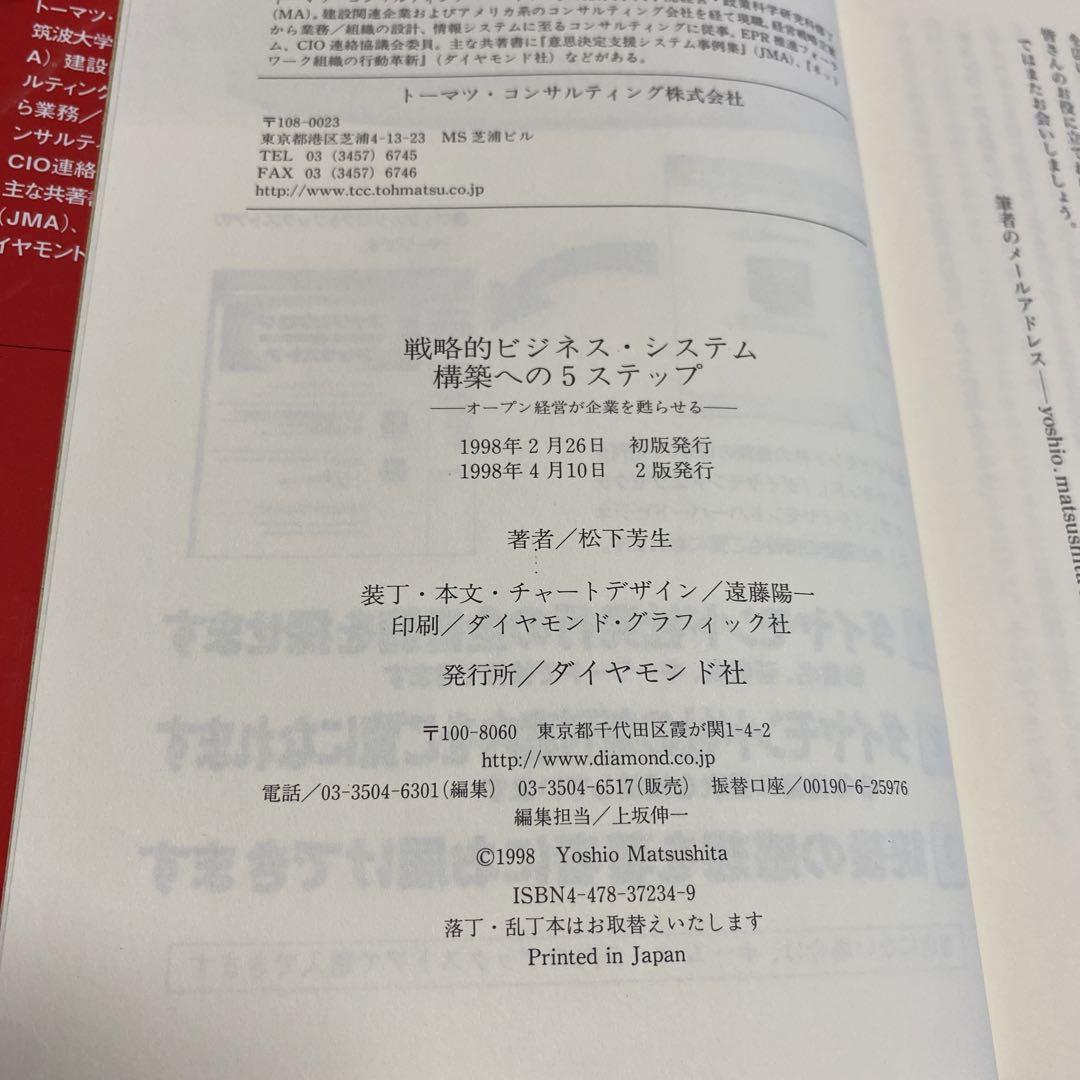 (MA)。建設関連企業およびアメリカ系のコンサルティング会社を経て現職。経営戦略立案
から業務/組織の設計、情報システムに至るコンサルティングに従事。EPR 推進フォーラ
ム、CIO 連絡協議会委員。主な共著書に『意思決定支援システム事例集』(JMA)、『ネット
ワーク組織の行動革新』(ダイヤモンド社) などがある。
トーマツ・コンサルティング株式会社
〒108-0023
東京都港区芝浦4-13-23 MS 芝浦ビル
TEL 03 (3457) 6745
FAX 03 (3457) 6746
http://www.tcc.tohmatsu.co.jp
戦略的ビジネス・システム
構築への5ステップ
——オープン経営が企業を甦らせる——
1998年2月26日 初版発行
1998年4月10日 2版発行
著者/松下芳生
装丁・本文・チャートデザイン/遠藤陽一
印刷/ダイヤモンド・グラフィック社
発行所/ダイヤモンド社
〒100-8060 東京都千代田区霞が関1-4-2
http://www.diamond.co.jp
電話/03-3504-6301(編集) 03-3504-6517(販売) 振替口座/00190-6-25976
編集担当/上坂伸一
©1998 Yoshio Matsushita
ISBN4-478-37234-9
落丁・乱丁本はお取替えいたします
Printed in Japan
皆さんのお役に立て
ではまたお会いしましょう。
筆者のメールアドレス——yoshio.matsushita
トーマツ・
筑波大学
A)。建設
ルティング
ら業務/
ンサルテ
CIO連絡
主な共著
(JMA)、
イヤモンド